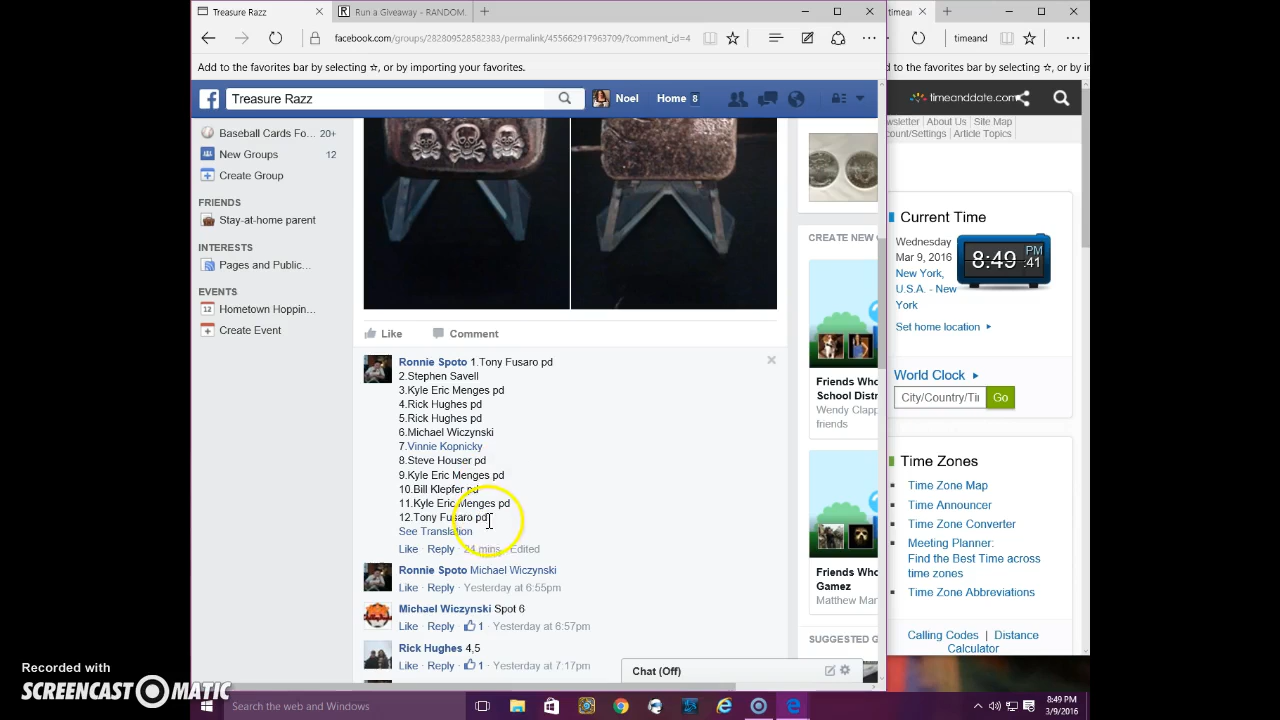 Treasure Razz
Run a Giveaway - RANDOM.
timean
facebook.com/groups/282809528582383/permalink/455662917963709/?comment_id=4
timeand
Add to the favorites bar by selecting ☆, or by importing your favorites.
d to the favorites bar by selecting ☆, or by in
Treasure Razz
Noel
Home 8
timeanddate.com
wsletter | About Us | Site Map
count/Settings | Article Topics
Baseball Cards Fo... 20+
New Groups 12
Create Group
FRIENDS
Stay-at-home parent
INTERESTS
Pages and Public...
EVENTS
12 Hometown Hoppin...
Create Event
Like Comment
Ronnie Spoto 1.Tony Fusaro pd
2.Stephen Savell
3.Kyle Eric Menges pd
4.Rick Hughes pd
5.Rick Hughes pd
6.Michael Wiczynski
7.Vinnie Kopnicky
8.Steve Houser pd
9.Kyle Eric Menges pd
10.Bill Klepfer pd
11.Kyle Eric Menges pd
12.Tony Fusaro pd
See Translation
Like · Reply · 24 mins · Edited
Ronnie Spoto Michael Wiczynski
Like · Reply · Yesterday at 6:55pm
Michael Wiczynski Spot 6
Like · Reply · 1 · Yesterday at 6:57pm
Rick Hughes 4,5
Like · Reply · 1 · Yesterday at 7:17pm
CREATE NEW
Friends Who
School Distr
Wendy Clapp
friends
Friends Who
Gamez
Matthew Man
SUGGESTED G
Chat (Off)
Current Time
Wednesday
Mar 9, 2016
New York,
U.S.A. - New
York
8:49 PM :41
Set home location
World Clock
City/Country/Ti
Go
Time Zones
Time Zone Map
Time Announcer
Time Zone Converter
Meeting Planner:
Find the Best Time across
time zones
Time Zone Abbreviations
Calling Codes | Distance
Calculator
Recorded with
SCREENCAST O MATIC
Search the web and Windows
8:49 PM
3/9/2016